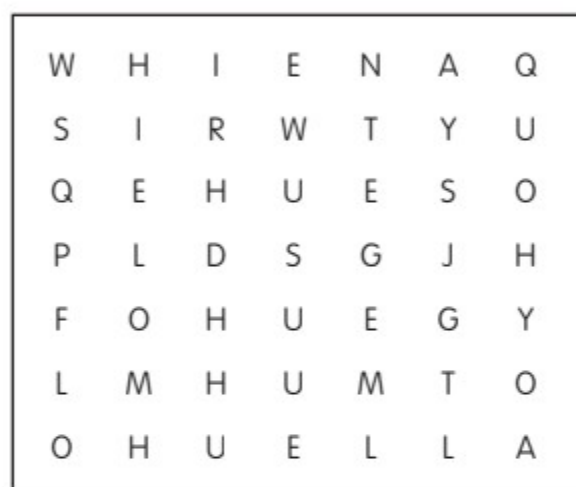 W H I E N A Q
S I R W T Y U
Q E H U E S O
P L D S G J H
F O H U E G Y
L M H U M T O
O H U E L L A